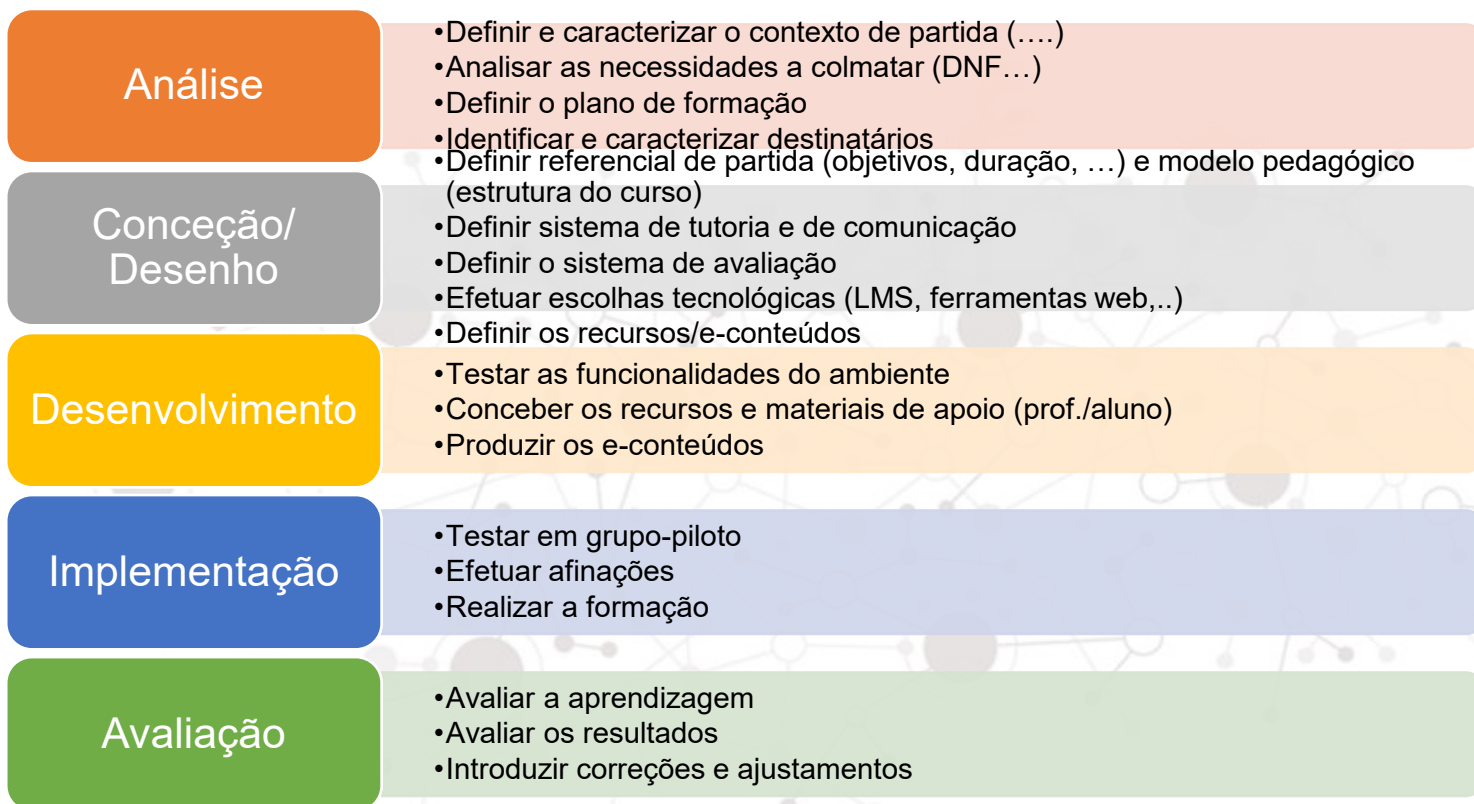 Análise
•Definir e caracterizar o contexto de partida (....)
•Analisar as necessidades a colmatar (DNF…)
•Definir o plano de formação
•Identificar e caracterizar destinatários
Conceção/
Desenho
•Definir referencial de partida (objetivos, duração, …) e modelo pedagógico
(estrutura do curso)
•Definir sistema de tutoria e de comunicação
•Definir o sistema de avaliação
•Efetuar escolhas tecnológicas (LMS, ferramentas web,..)
•Definir os recursos/e-conteúdos
Desenvolvimento
•Testar as funcionalidades do ambiente
•Conceber os recursos e materiais de apoio (prof./aluno)
•Produzir os e-conteúdos
Implementação
•Testar em grupo-piloto
•Efetuar afinações
•Realizar a formação
Avaliação
•Avaliar a aprendizagem
•Avaliar os resultados
•Introduzir correções e ajustamentos